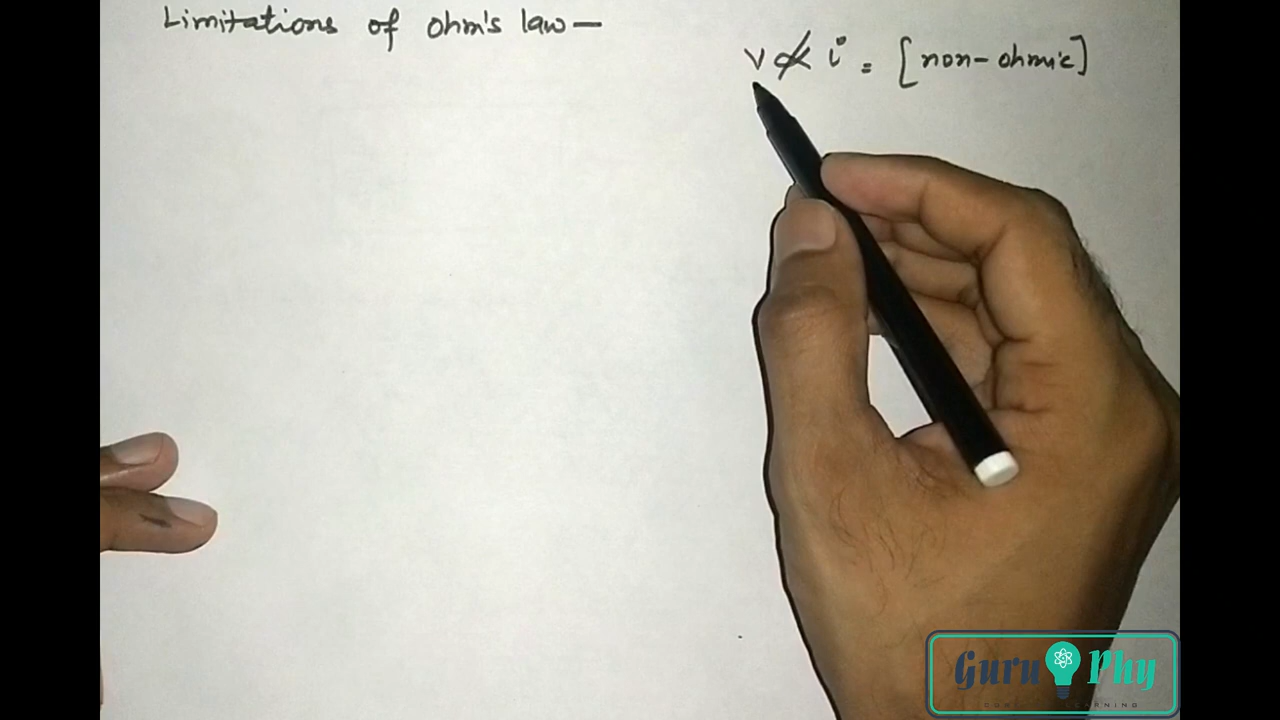 Limitations of ohm's law —
V ∝̸ i = [non-ohmic]
Guru Phy